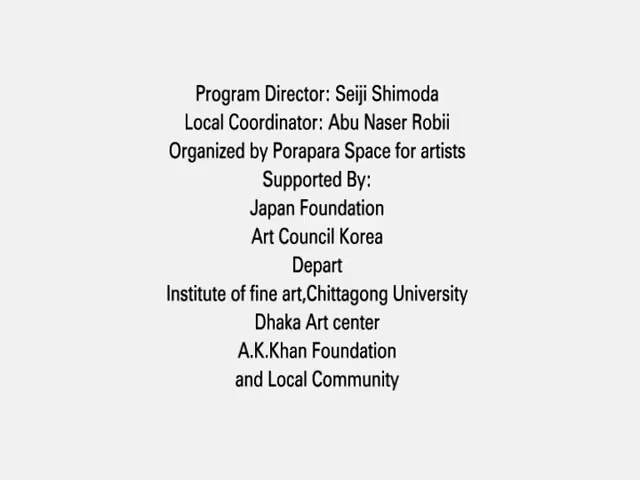 Program Director: Seiji Shimoda
Local Coordinator: Abu Naser Robii
Organized by Porapara Space for artists
Supported By:
Japan Foundation
Art Council Korea
Depart
Institute of fine art,Chittagong University
Dhaka Art center
A.K.Khan Foundation
and Local Community